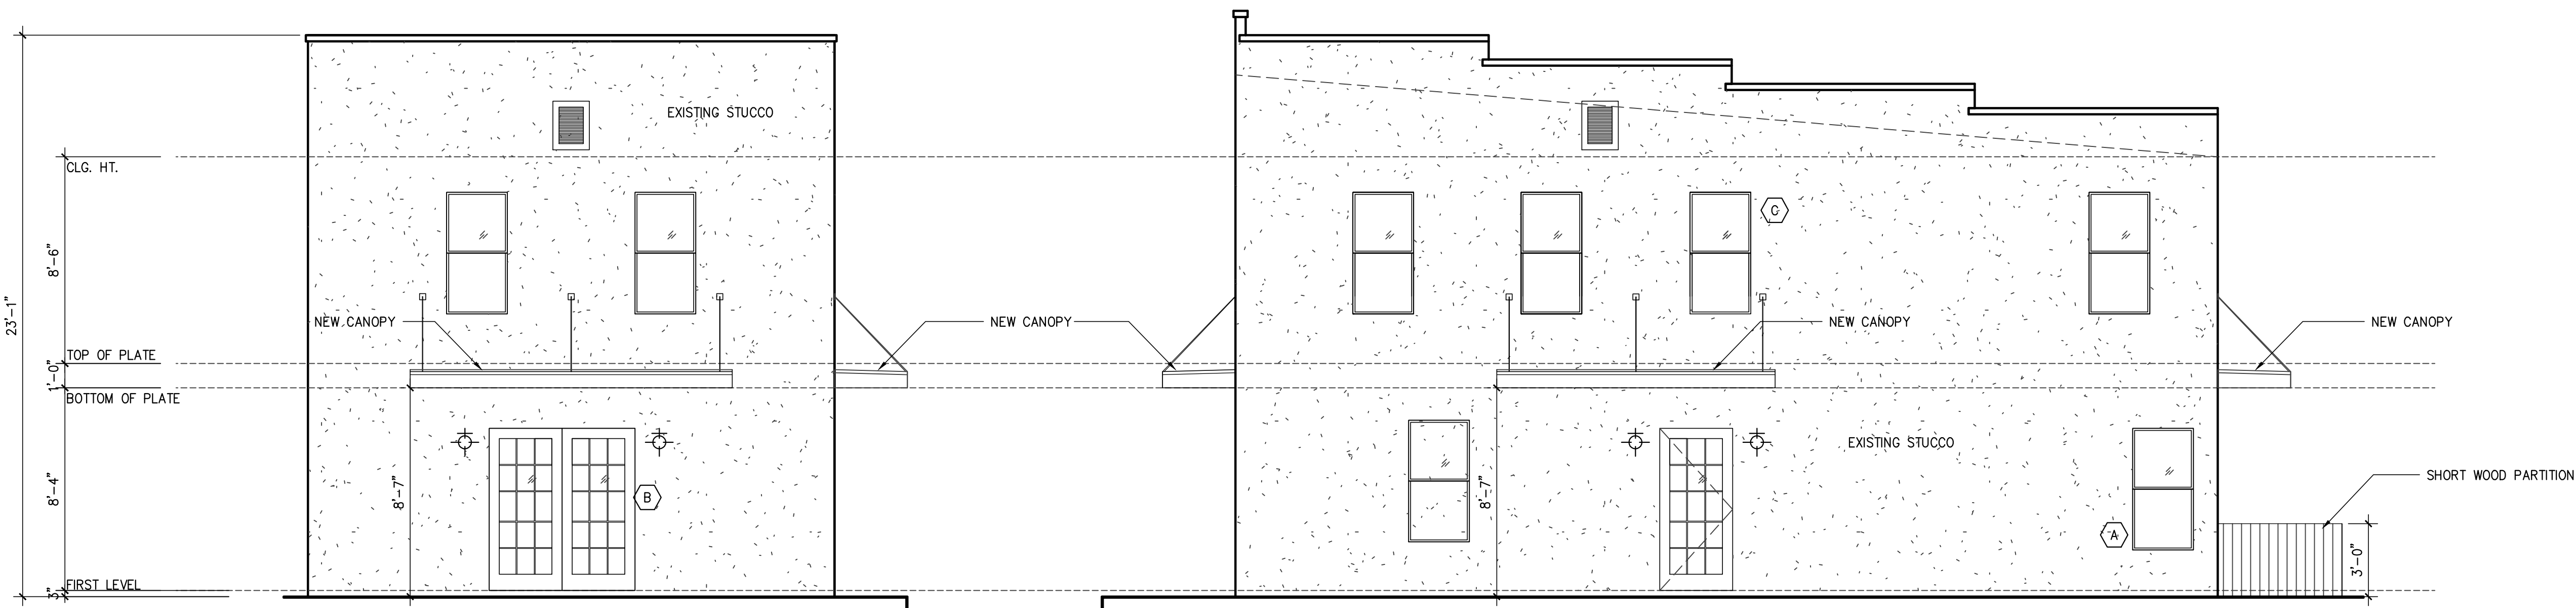 EXISTING STUCCO
CLG. HT.
8'-6"
23'-1"
C
NEW CANOPY
NEW CANOPY
NEW CANOPY
NEW CANOPY
TOP OF PLATE
1'-0"
BOTTOM OF PLATE
EXISTING STUCCO
8'-4"
8'-7"
B
8'-7"
SHORT WOOD PARTITION
A
3'-0"
FIRST LEVEL
3"